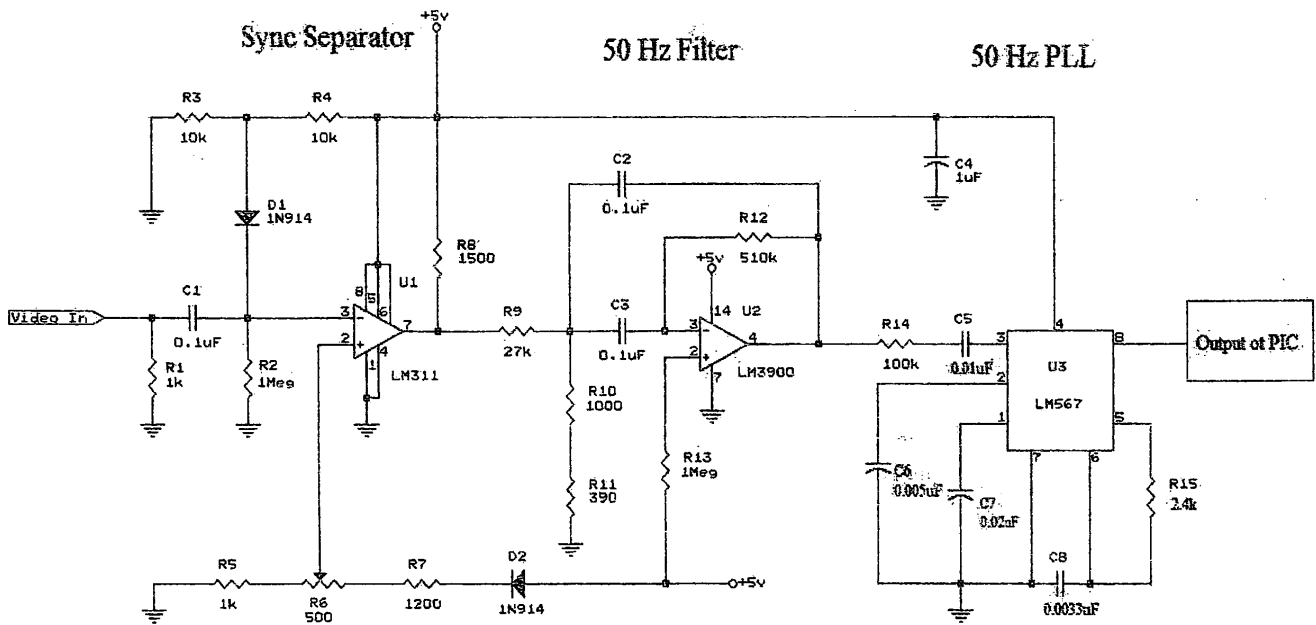 Sync Separator
50 Hz Filter
50 Hz PLL
+5v
R3
10k
R4
10k
D1
1N914
R8
1500
C2
0.1uF
R12
510k
C4
1uF
8
5
6
U1
+5v
14
U2
Video In
C1
0.1uF
3
2
7
1
4
LM311
R9
27k
C3
0.1uF
3
2
4
7
LM3900
R14
100k
C5
0.01uF
3
4
8
2
1
5
7
6
U3
LM567
Output ot PIC
R1
1k
R2
1Meg
R10
1000
R11
390
R13
1Meg
C6
0.005uF
C7
0.02uF
R15
2.4k
C8
0.0033uF
R5
1k
R6
500
R7
1200
D2
1N914
+5v